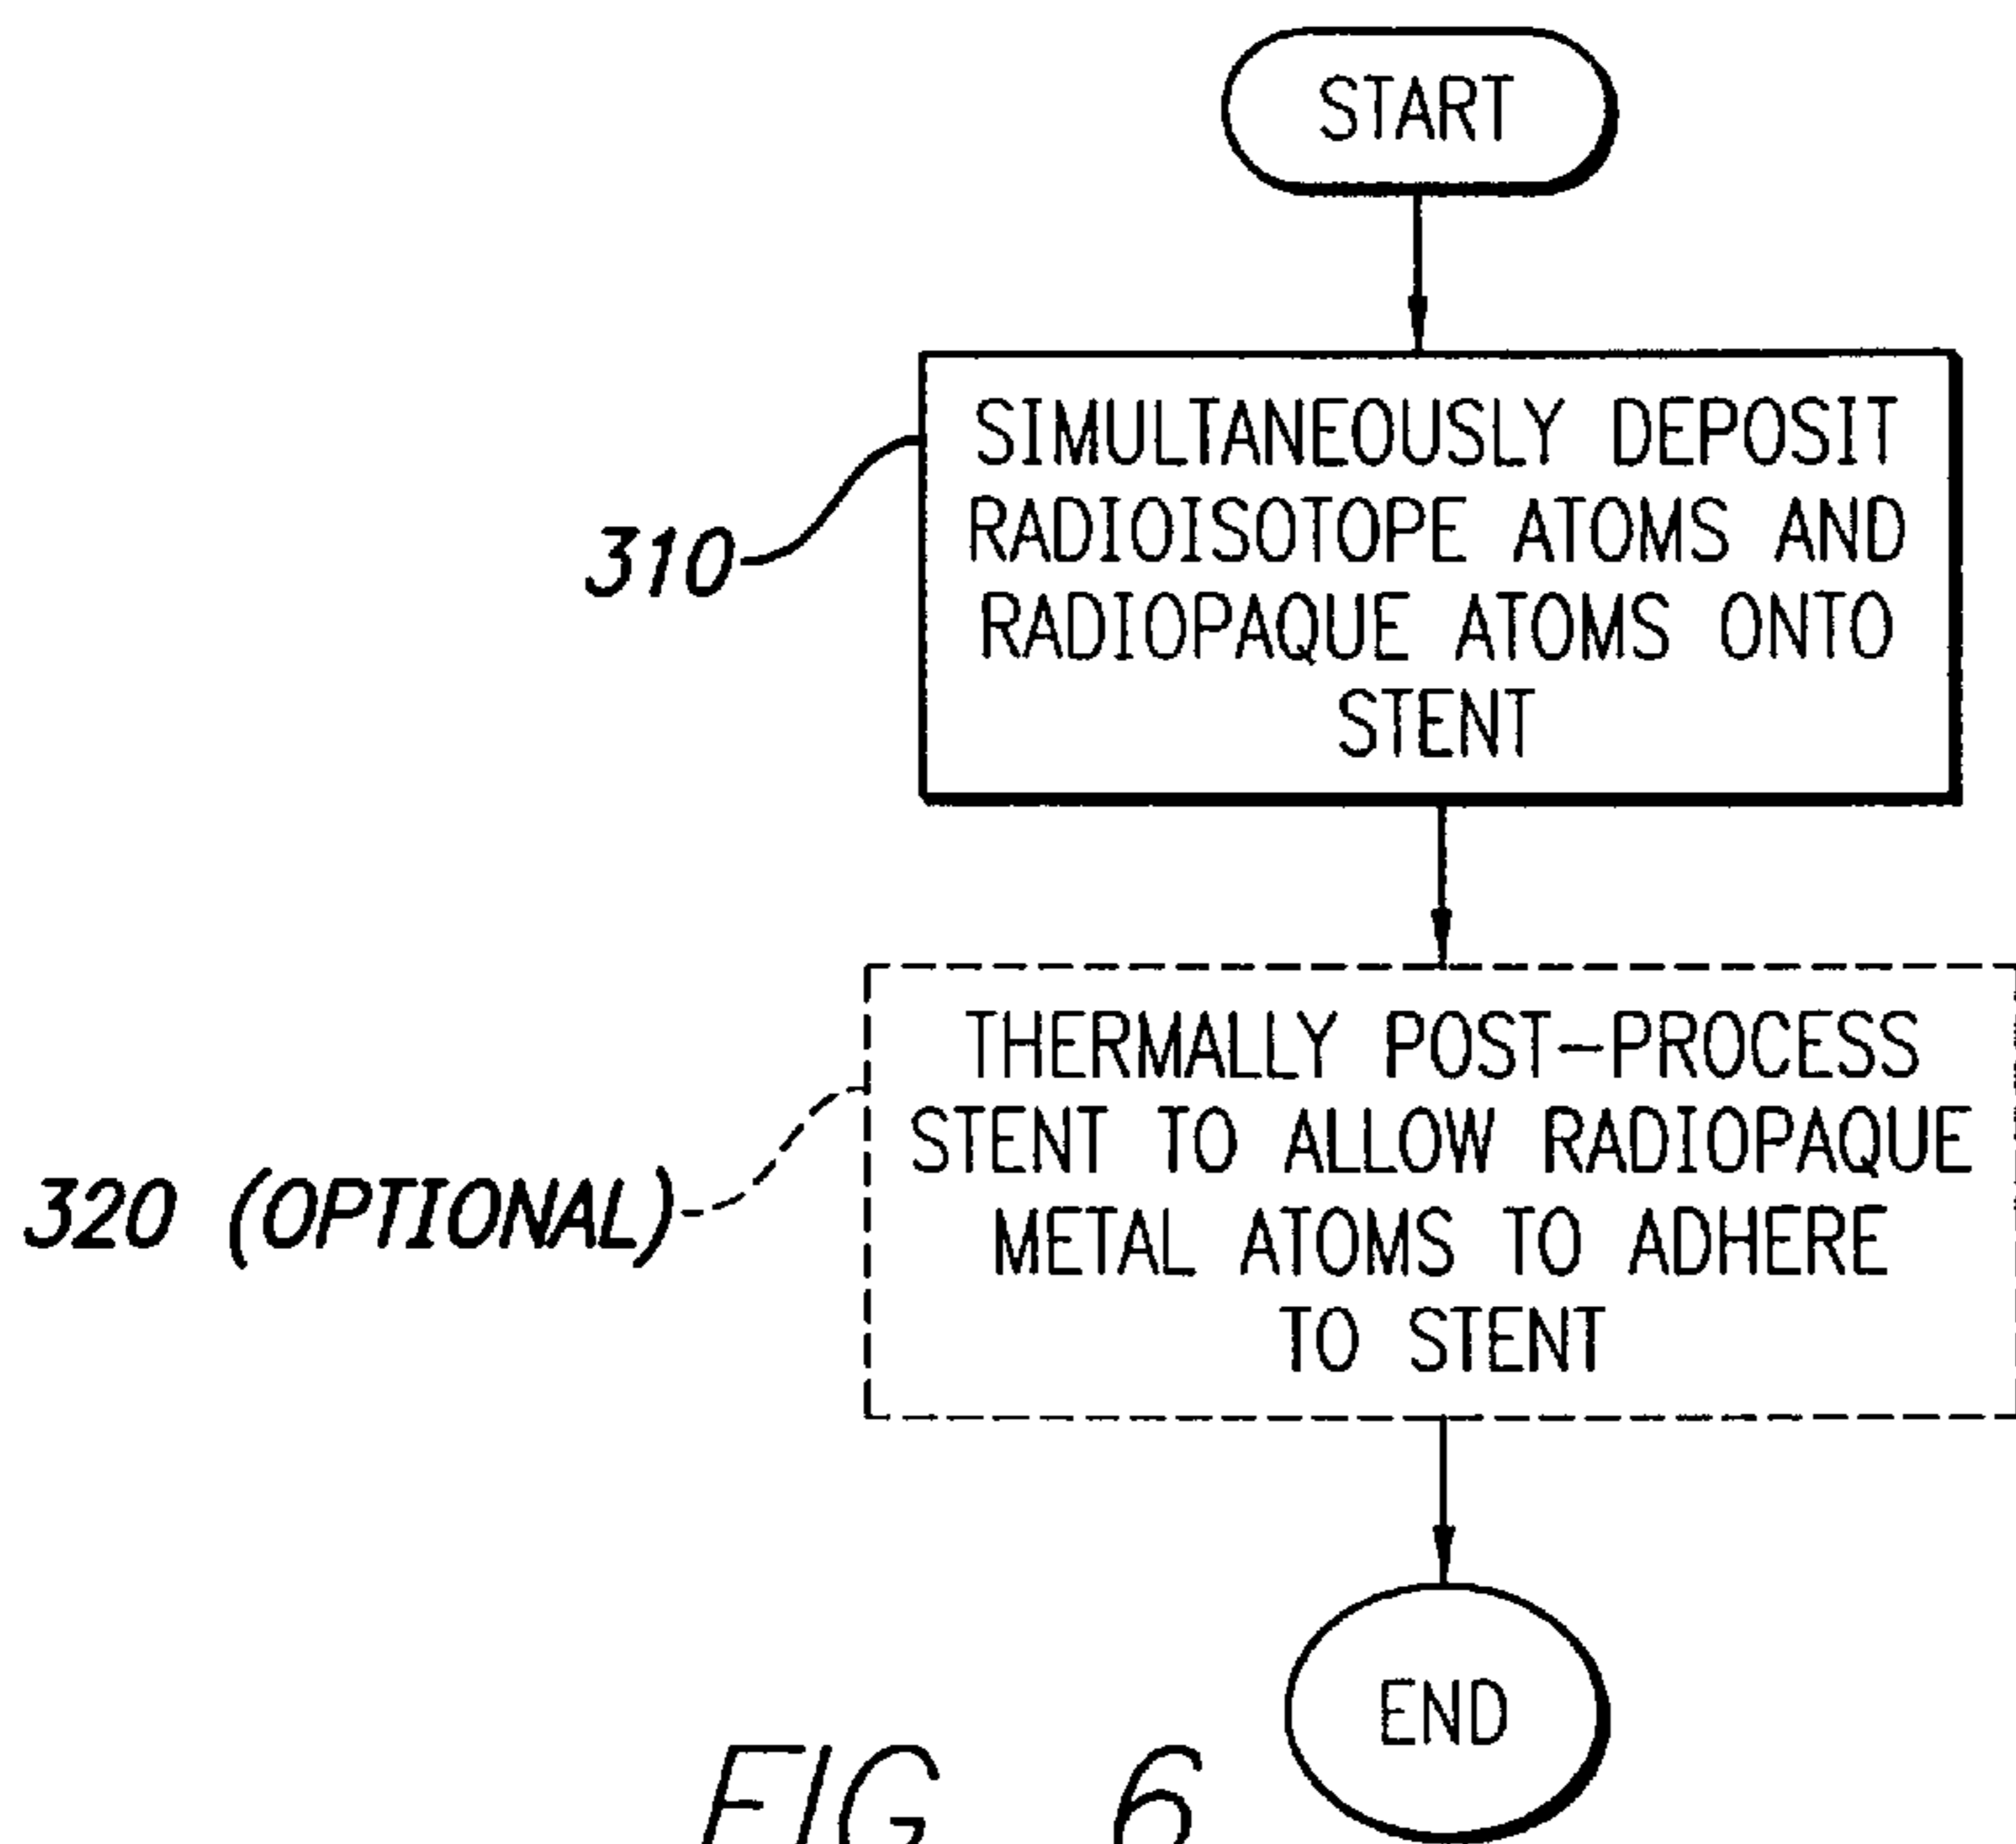 START
310
SIMULTANEOUSLY DEPOSIT
RADIOISOTOPE ATOMS AND
RADIOPAQUE ATOMS ONTO
STENT
320 (OPTIONAL)
THERMALLY POST-PROCESS
STENT TO ALLOW RADIOPAQUE
METAL ATOMS TO ADHERE
TO STENT
END
FIG 6